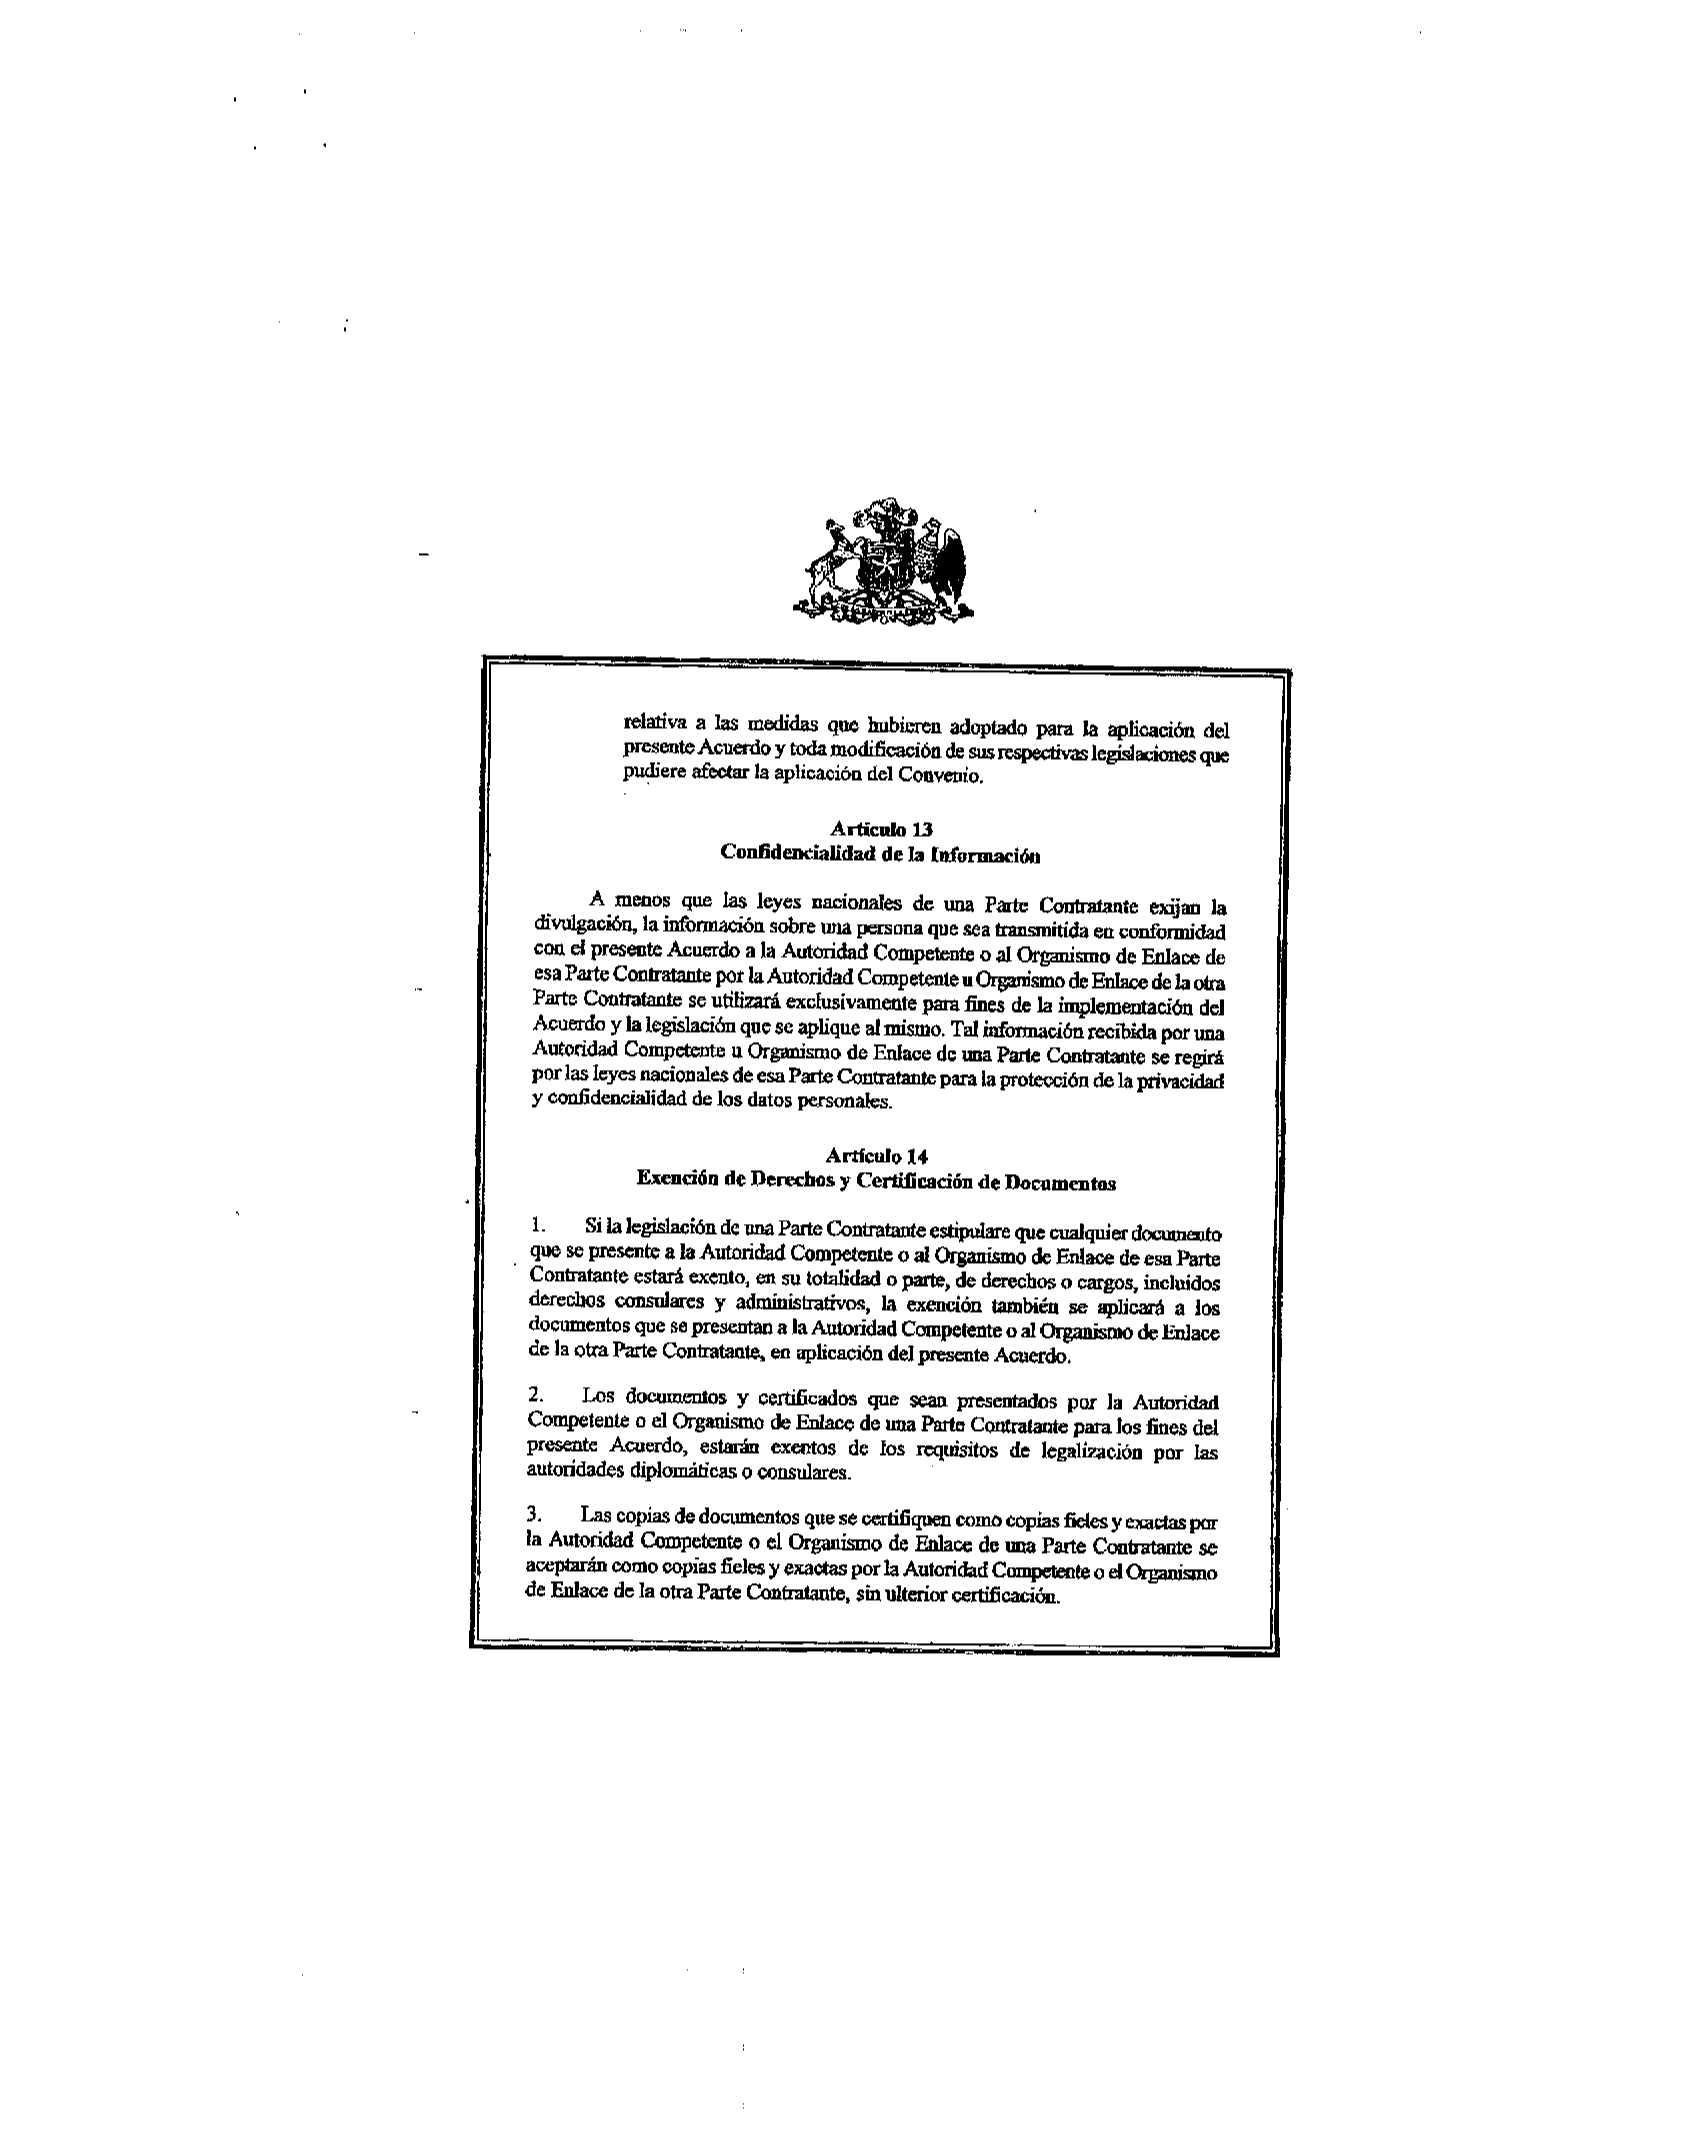 relativa a las medidas que hubieren adoptado para la aplicación del
presente Acuerdo y toda modificación de sus respectivas legislaciones que
pudiere afectar la aplicación del Convenio.
Artículo 13
Confidencialidad de la Información
A menos que las leyes nacionales de una Parte Contratante exijan la
divulgación, la información sobre una persona que sea transmitida en conformidad
con el presente Acuerdo a la Autoridad Competente o al Organismo de Enlace de
esa Parte Contratante por la Autoridad Competente u Organismo de Enlace de la otra
Parte Contratante se utilizará exclusivamente para fines de la implementación del
Acuerdo y la legislación que se aplique al mismo. Tal información recibida por una
Autoridad Competente u Organismo de Enlace de una Parte Contratante se regirá
por las leyes nacionales de esa Parte Contratante para la protección de la privacidad
y confidencialidad de los datos personales.
Artículo 14
Exención de Derechos y Certificación de Documentos
1. Si la legislación de una Parte Contratante estipulare que cualquier documento
que se presente a la Autoridad Competente o al Organismo de Enlace de esa Parte
Contratante estará exento, en su totalidad o parte, de derechos o cargos, incluidos
derechos consulares y administrativos, la exención también se aplicará a los
documentos que se presentan a la Autoridad Competente o al Organismo de Enlace
de la otra Parte Contratante, en aplicación del presente Acuerdo.
2. Los documentos y certificados que sean presentados por la Autoridad
Competente o el Organismo de Enlace de una Parte Contratante para los fines del
presente Acuerdo, estarán exentos de los requisitos de legalización por las
autoridades diplomáticas o consulares.
3. Las copias de documentos que se certifiquen como copias fieles y exactas por
la Autoridad Competente o el Organismo de Enlace de una Parte Contratante se
aceptarán como copias fieles y exactas por la Autoridad Competente o el Organismo
de Enlace de la otra Parte Contratante, sin ulterior certificación.